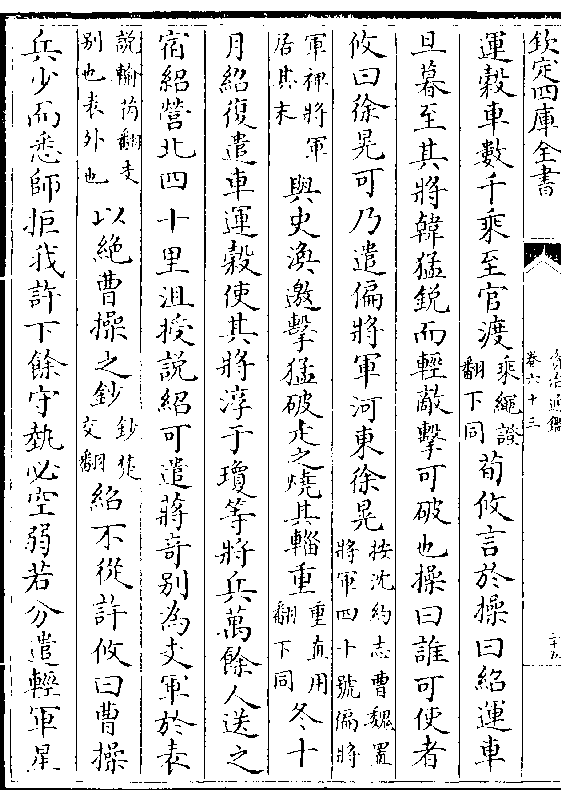 欽定四庫全書
資治通鑑
卷六十三
二十九
運穀車數千乘至官渡乘繩證翻下同荀攸言於操曰紹運車
旦暮至其將韓猛銳而輕敵擊可破也操曰誰可使者
攸曰徐晃可乃遣偏將軍河東徐晃按沈約志曹魏置將軍四十號偏將
軍裨將軍居其末與史渙邀擊猛破走之燒其輜重重直用翻下同冬十
月紹復遣車運穀使其將淳于瓊等將兵萬餘人送之
宿紹營北四十里沮授說紹可遣蔣奇別為支軍於表
說輸芮翻支别也表外也以絶曹操之鈔鈔楚交翻紹不從許攸曰曹操
兵少而悉師拒我許下餘守埶必空弱若分遣輕軍星